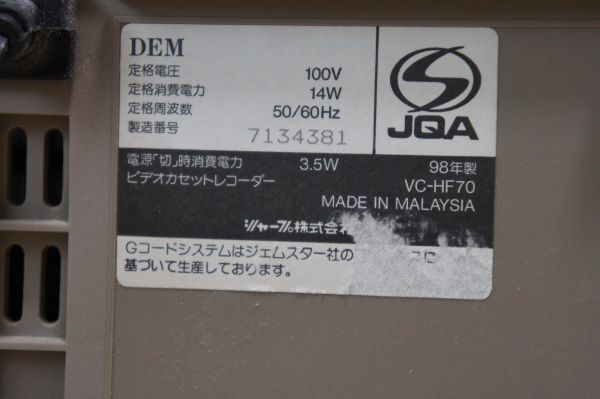 DEM
定格電圧 100V
定格消費電力 14W
定格周波数 50/60Hz
製造番号 7134381
JQA
電源「切」時消費電力 3.5W 98年製
ビデオカセットレコーダー VC-HF70
MADE IN MALAYSIA
シャープ株式会
Gコードシステムはジェムスター社の に
基づいて生産しております。